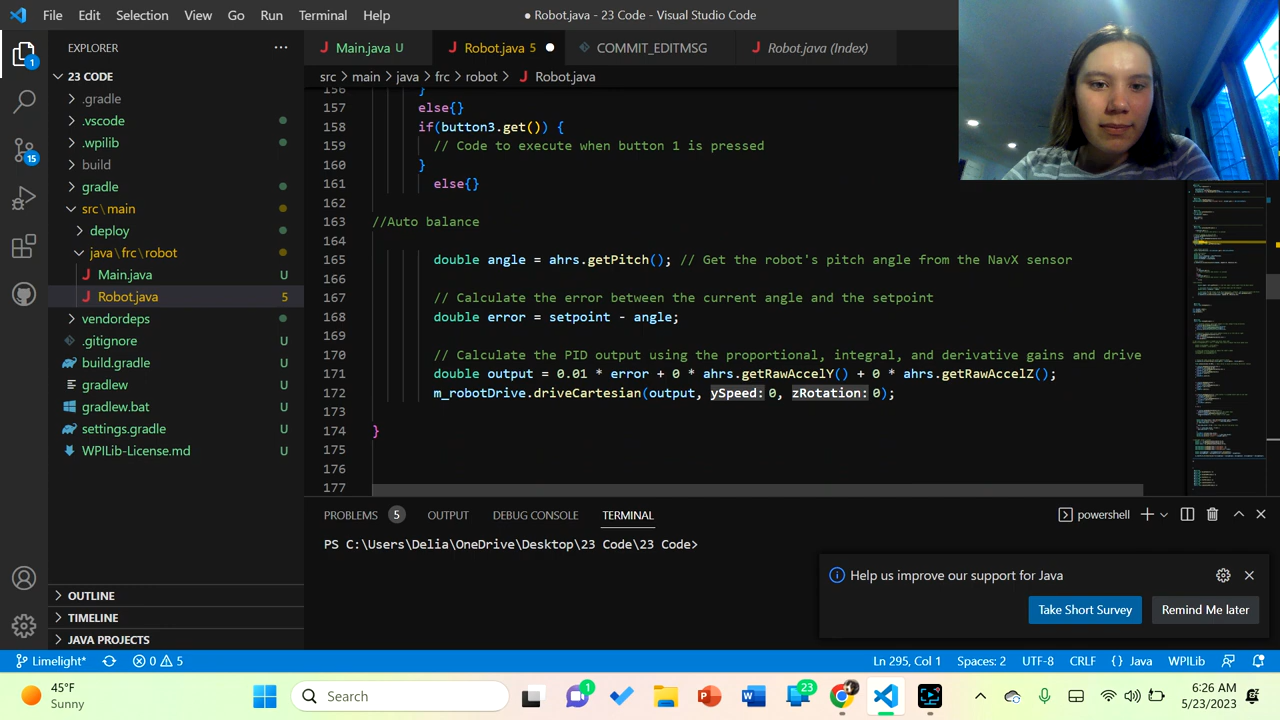 File Edit Selection View Go Run Terminal Help
● Robot.java - 23 Code - Visual Studio Code
EXPLORER
1
23 CODE
.gradle
.vscode
.wpilib
build
gradle
src\main
deploy
java\frc\robot
Main.java U
Robot.java 5
vendordeps
.gitignore U
build.gradle U
gradlew U
gradlew.bat U
settings.gradle U
WPILib-License.md U
OUTLINE
TIMELINE
JAVA PROJECTS
15
Main.java U Robot.java 5 COMMIT_EDITMSG Robot.java (Index)
src > main > java > frc > robot > Robot.java
156 }
157 else{}
158 if(button3.get()) {
159 // Code to execute when button 1 is pressed
160 }
161 else{}
162
163 //Auto balance
164
165 double angle = ahrs.getPitch(); // Get the robot's pitch angle from the NavX sensor
166
167 // Calculate the error between the current angle and the setpoint
168 double error = setpoint - angle;
169
170 // Calculate the PID output using the proportional, integral, and derivative gains and drive
171 double output = 0.01 * error + 0 * ahrs.getRawAccelY() + 0 * ahrs.getRawAccelZ();
172 m_robotDrive.driveCartesian(output, ySpeed:0, zRotation:0);
173
174 }
175
176
177
PROBLEMS 5 OUTPUT DEBUG CONSOLE TERMINAL
powershell
PS C:\Users\Delia\OneDrive\Desktop\23 Code\23 Code>
Help us improve our support for Java
Take Short Survey Remind Me later
Limelight* 0 5
Ln 295, Col 1 Spaces: 2 UTF-8 CRLF {} Java WPILib
45°F
Sunny
Search
1
23
6:26 AM
5/23/2023